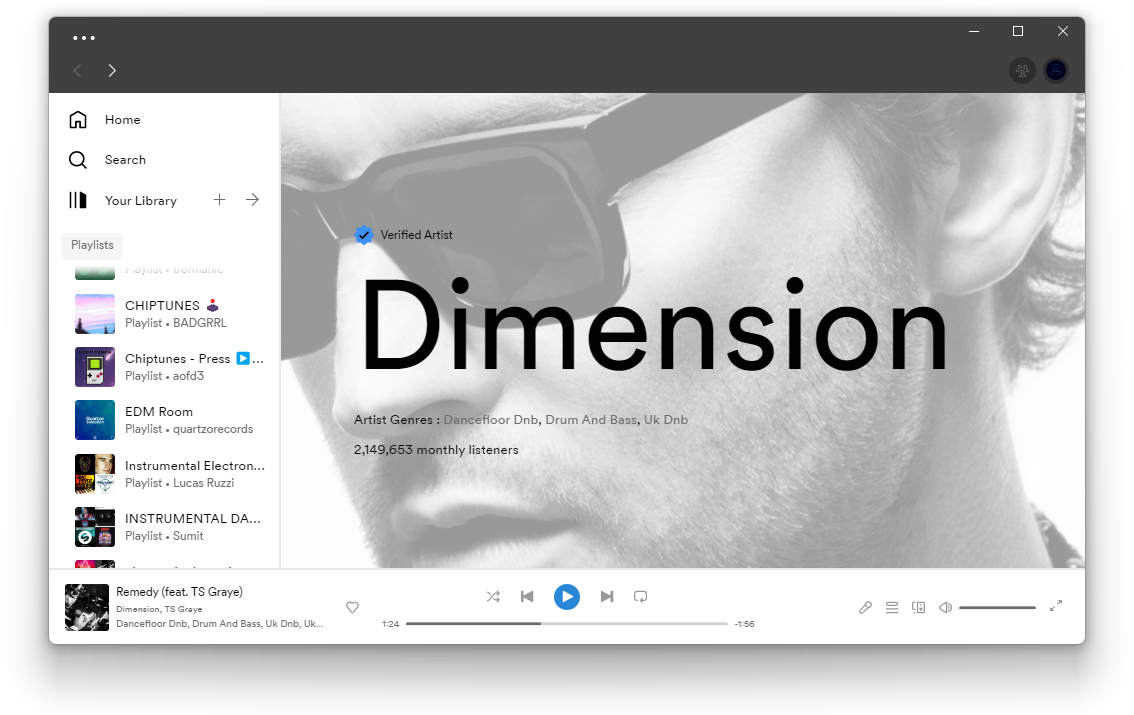 Home
Search
Your Library
Playlists
Playlist • tremanic
CHIPTUNES
Playlist • BADGRRL
Chiptunes - Press ▶️...
Playlist • aofd3
EDM Room
Playlist • quartzorecords
Instrumental Electron...
Playlist • Lucas Ruzzi
INSTRUMENTAL DA...
Playlist • Sumit
Verified Artist
Dimension
Artist Genres : Dancefloor Dnb, Drum And Bass, Uk Dnb
2,149,653 monthly listeners
Remedy (feat. TS Graye)
Dimension, TS Graye
Dancefloor Dnb, Drum And Bass, Uk Dnb, Uk...
1:24
-1:56